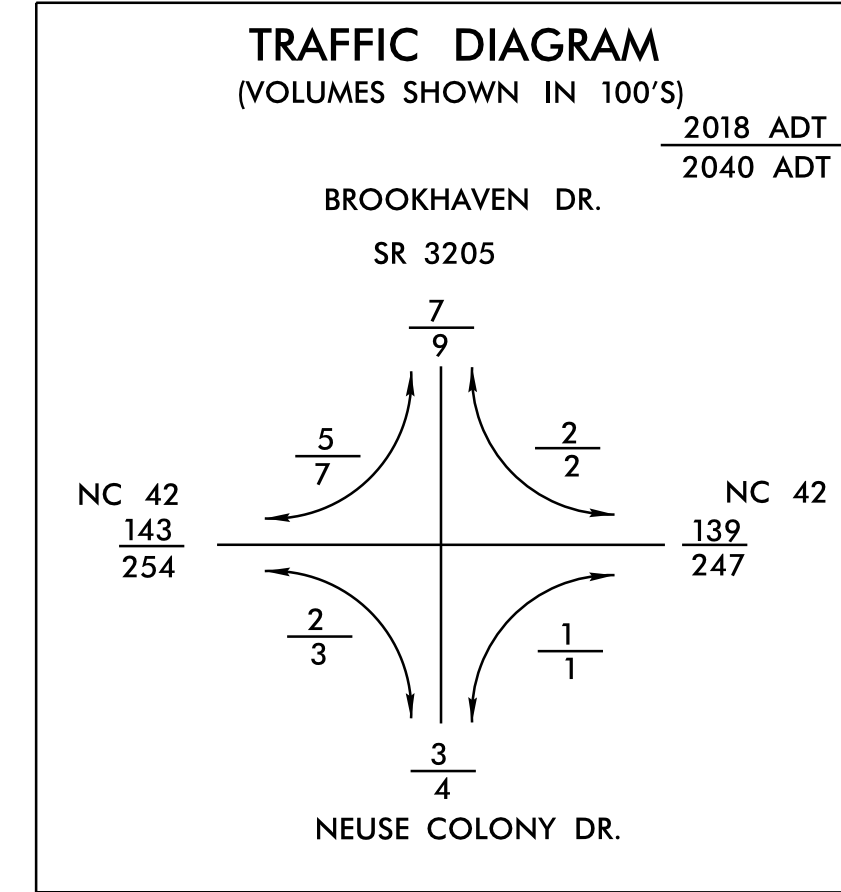 TRAFFIC DIAGRAM
(VOLUMES SHOWN IN 100'S)
2018 ADT
2040 ADT
BROOKHAVEN DR.
SR 3205
7
9
5
7
2
2
NC 42
143
254
NC 42
139
247
2
3
1
1
3
4
NEUSE COLONY DR.